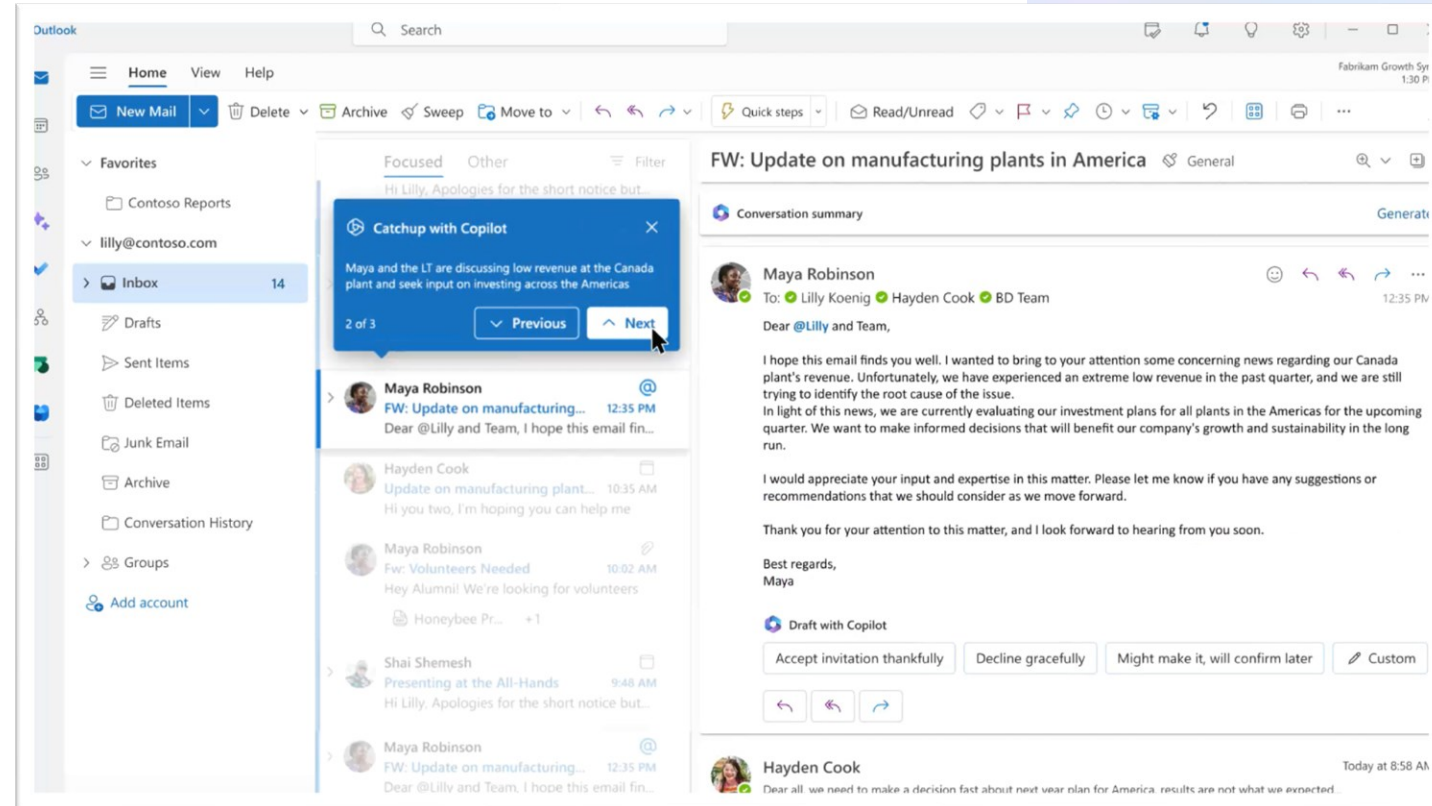 Outlook
Search
Home View Help
Fabrikam Growth
1:30
New Mail Delete Archive Sweep Move to Quick steps Read/Unread ...
Favorites
Contoso Reports
lilly@contoso.com
Inbox 14
Drafts
Sent Items
Deleted Items
Junk Email
Archive
Conversation History
Groups
Add account
Focused Other Filter
Hi Lilly, Apologies for the short notice but...
Catchup with Copilot
Maya and the LT are discussing low revenue at the Canada
plant and seek input on investing across the Americas
2 of 3 Previous Next
Maya Robinson @
FW: Update on manufacturing... 12:35 PM
Dear @Lilly and Team, I hope this email fin...
Hayden Cook
Update on manufacturing plant... 10:35 AM
Hi you two, I'm hoping you can help me
Maya Robinson
Fw: Volunteers Needed 10:02 AM
Hey Alumni! We're looking for volunteers
Honeybee Pr... +1
Shai Shemesh
Presenting at the All-Hands 9:48 AM
Hi Lilly, Apologies for the short notice but...
Maya Robinson @
FW: Update on manufacturing... 12:35 PM
Dear @Lilly and Team, I hope this email fin...
FW: Update on manufacturing plants in America General
Conversation summary Generate
Maya Robinson
To: Lilly Koenig Hayden Cook BD Team 12:35 PM
Dear @Lilly and Team,
I hope this email finds you well. I wanted to bring to your attention some concerning news regarding our Canada
plant's revenue. Unfortunately, we have experienced an extreme low revenue in the past quarter, and we are still
trying to identify the root cause of the issue.
In light of this news, we are currently evaluating our investment plans for all plants in the Americas for the upcoming
quarter. We want to make informed decisions that will benefit our company's growth and sustainability in the long
run.
I would appreciate your input and expertise in this matter. Please let me know if you have any suggestions or
recommendations that we should consider as we move forward.
Thank you for your attention to this matter, and I look forward to hearing from you soon.
Best regards,
Maya
Draft with Copilot
Accept invitation thankfully Decline gracefully Might make it, will confirm later Custom
Hayden Cook Today at 8:58 AM
Dear all, we need to make a decision fast about next year plan for America, results are not what we expected...